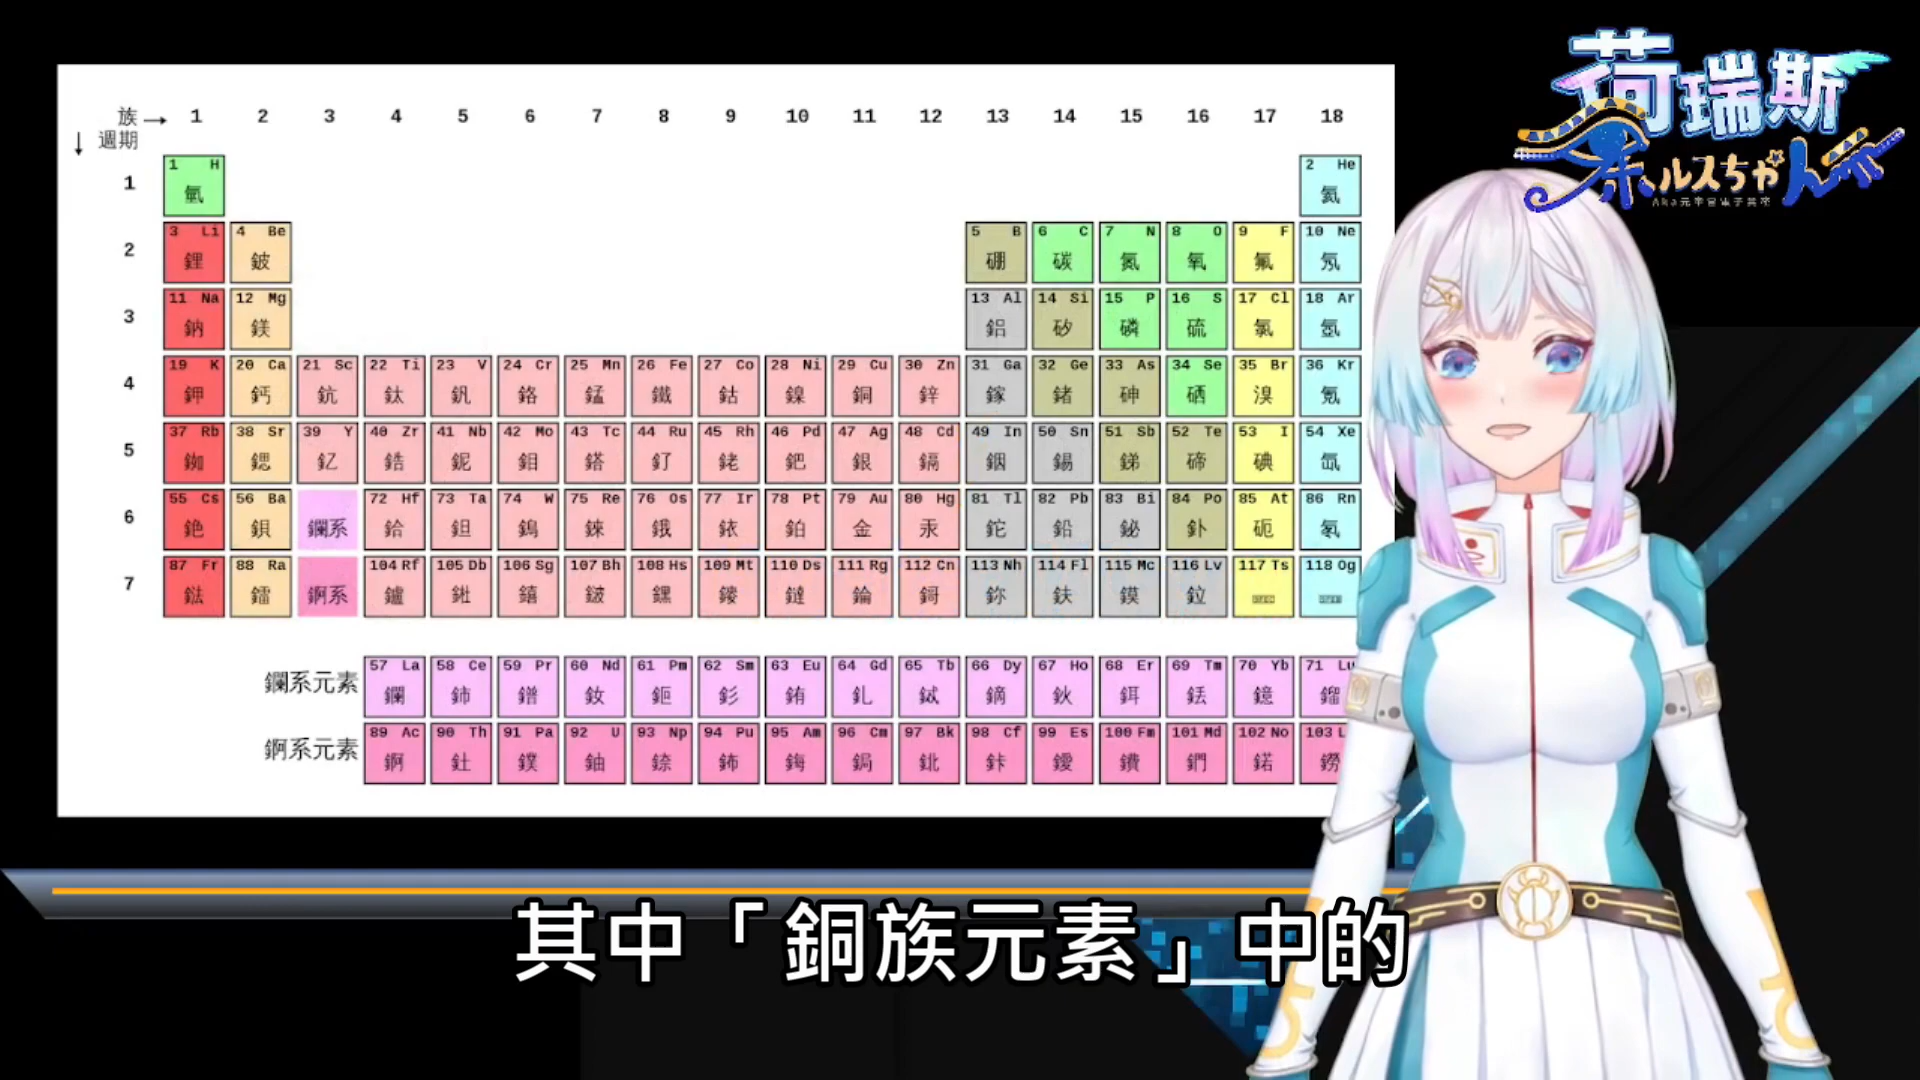 荷瑞斯
ホルスちゃん
Aka元宇宙電子異客
族 → 1 2 3 4 5 6 7 8 9 10 11 12 13 14 15 16 17 18
↓ 週期
1
1 H 2 He
氫 氦
2
3 Li 4 Be 5 B 6 C 7 N 8 O 9 F 10 Ne
鋰 鈹 硼 碳 氮 氧 氟 氖
3
11 Na 12 Mg 13 Al 14 Si 15 P 16 S 17 Cl 18 Ar
鈉 鎂 鋁 矽 磷 硫 氯 氬
4
19 K 20 Ca 21 Sc 22 Ti 23 V 24 Cr 25 Mn 26 Fe 27 Co 28 Ni 29 Cu 30 Zn 31 Ga 32 Ge 33 As 34 Se 35 Br 36 Kr
鉀 鈣 鈧 鈦 釩 鉻 錳 鐵 鈷 鎳 銅 鋅 鎵 鍺 砷 硒 溴 氪
5
37 Rb 38 Sr 39 Y 40 Zr 41 Nb 42 Mo 43 Tc 44 Ru 45 Rh 46 Pd 47 Ag 48 Cd 49 In 50 Sn 51 Sb 52 Te 53 I 54 Xe
銣 鍶 釔 鋯 鈮 鉬 鎝 釕 銠 鈀 銀 鎘 銦 錫 銻 碲 碘 氙
6
55 Cs 56 Ba 72 Hf 73 Ta 74 W 75 Re 76 Os 77 Ir 78 Pt 79 Au 80 Hg 81 Tl 82 Pb 83 Bi 84 Po 85 At 86 Rn
銫 鋇 鑭系 鉿 鉭 鎢 錸 鋨 銥 鉑 金 汞 鉈 鉛 鉍 釙 砈 氡
7
87 Fr 88 Ra 104 Rf 105 Db 106 Sg 107 Bh 108 Hs 109 Mt 110 Ds 111 Rg 112 Cn 113 Nh 114 Fl 115 Mc 116 Lv 117 Ts 118 Og
鍅 鐳 錒系 鑪 𨧀 𨭎 𨨏 𨭆 䥑 鐽 錀 鎶 鉨 鈇 鏌 鉝
鑭系元素
57 La 58 Ce 59 Pr 60 Nd 61 Pm 62 Sm 63 Eu 64 Gd 65 Tb 66 Dy 67 Ho 68 Er 69 Tm 70 Yb 71 Lu
鑭 鈰 鐠 釹 鉕 釤 銪 釓 鋱 鏑 鈥 鉺 銩 鐿 鎦
錒系元素
89 Ac 90 Th 91 Pa 92 U 93 Np 94 Pu 95 Am 96 Cm 97 Bk 98 Cf 99 Es 100 Fm 101 Md 102 No 103 L
錒 釷 鏷 鈾 錼 鈽 鋂 鋦 鉳 鉲 鑀 鐨 鍆 鍩 鐒
其中「銅族元素」中的